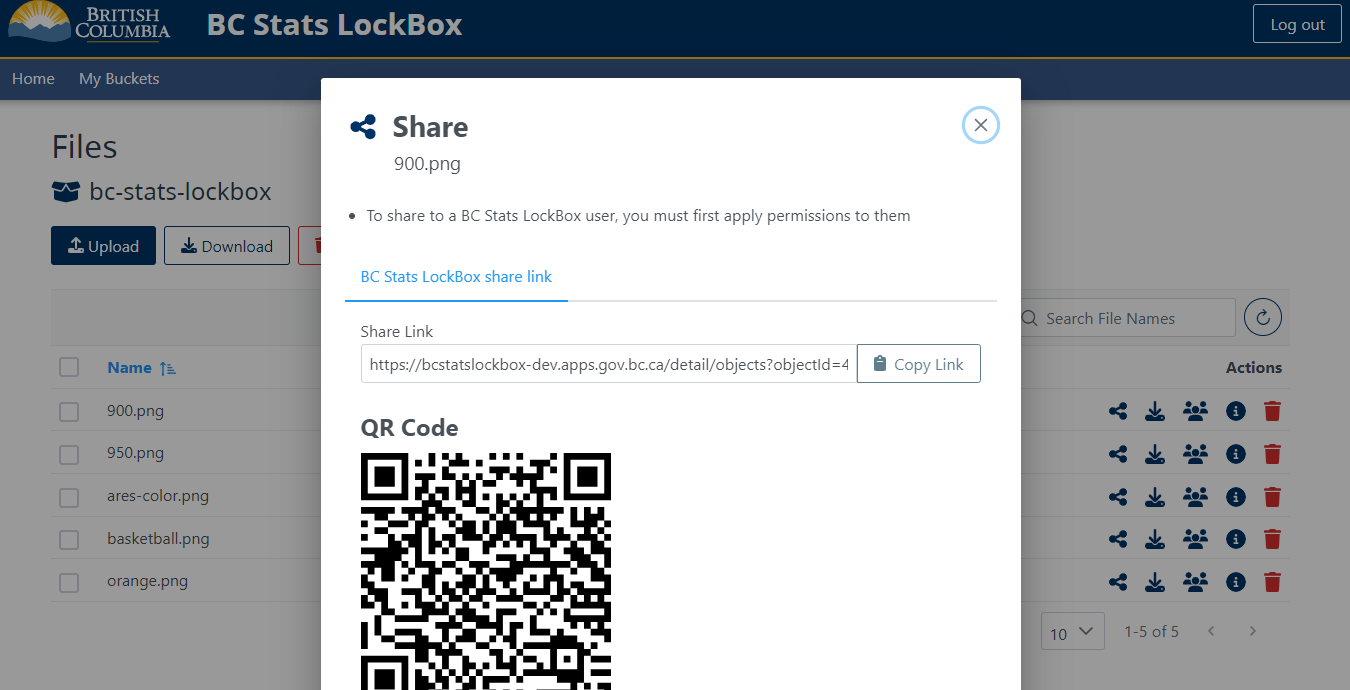 BRITISH
COLUMBIA
BC Stats LockBox
Log out
Home
My Buckets
Files
bc-stats-lockbox
Upload
Download
Search File Names
Name
Actions
900.png
950.png
ares-color.png
basketball.png
orange.png
10
1-5 of 5
Share
900.png
• To share to a BC Stats LockBox user, you must first apply permissions to them
BC Stats LockBox share link
Share Link
https://bcstatslockbox-dev.apps.gov.bc.ca/detail/objects?objectId=4
Copy Link
QR Code